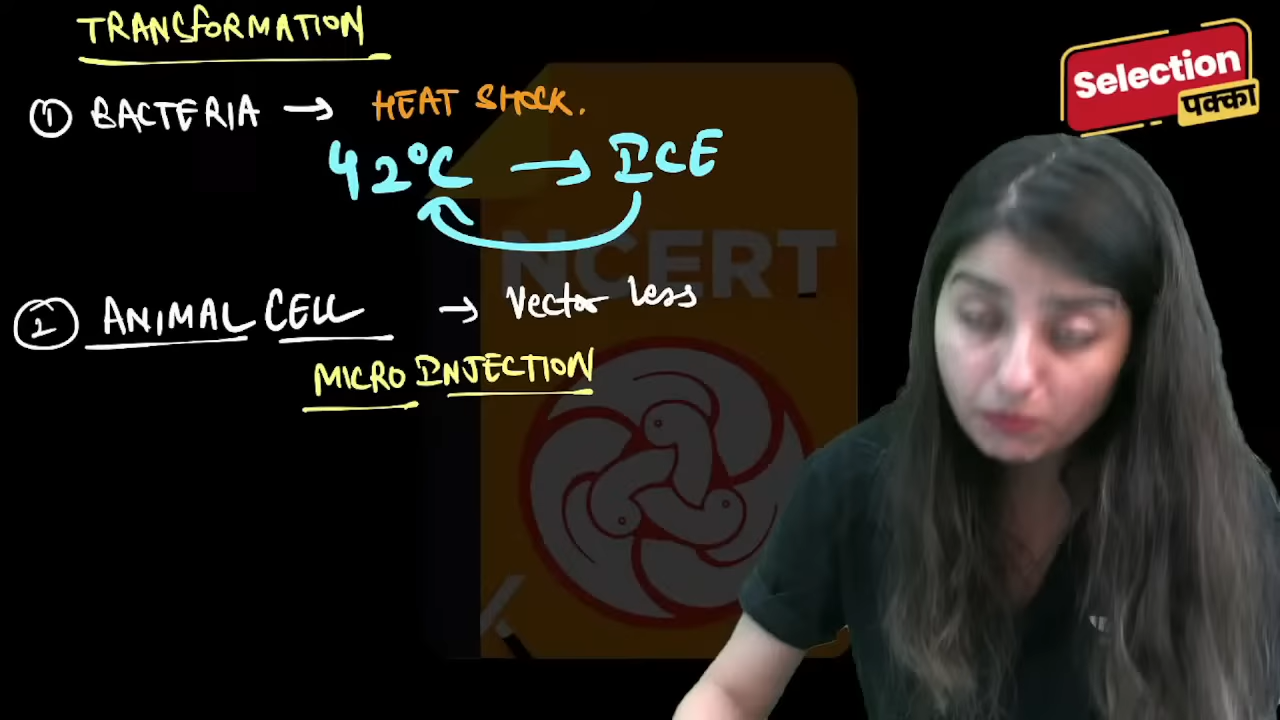 TRANSFORMATION
Selection
पक्का
① BACTERIA → HEAT SHOCK.
42°C → ICE
NCERT
② ANIMAL CELL → Vector less
MICRO INJECTION